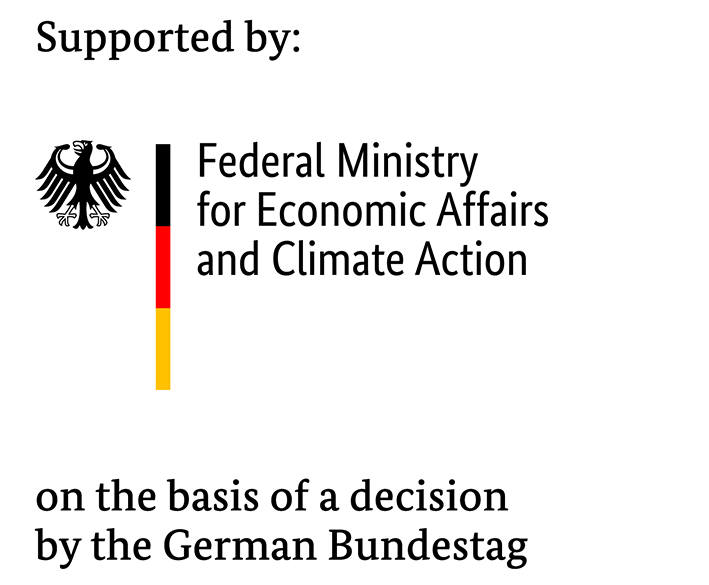 Supported by:
Federal Ministry
for Economic Affairs
and Climate Action
on the basis of a decision
by the German Bundestag